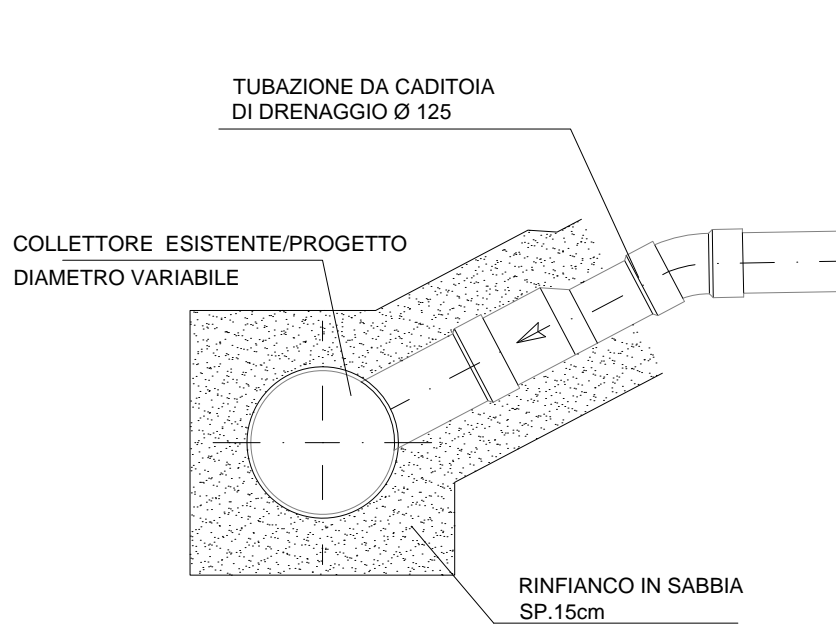 TUBAZIONE DA CADITOIA
DI DRENAGGIO Ø 125
COLLETTORE ESISTENTE/PROGETTO
DIAMETRO VARIABILE
RINFIANCO IN SABBIA
SP.15cm